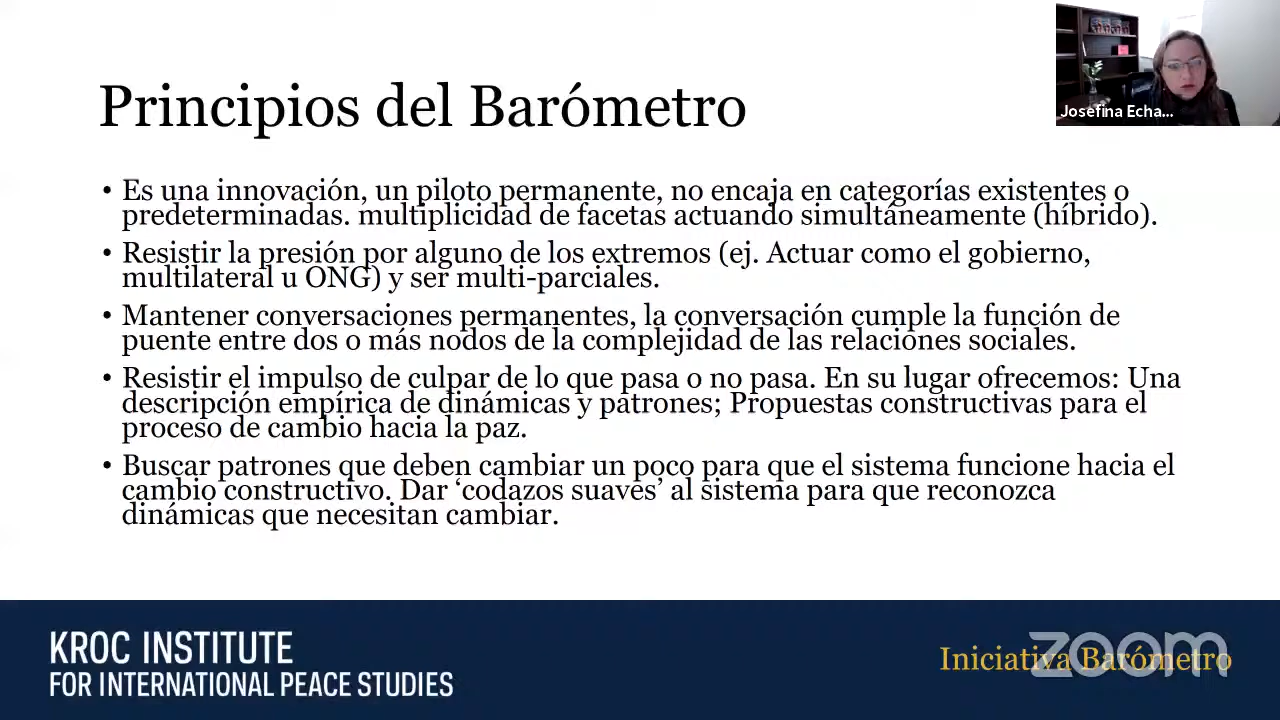 Principios del Barómetro
Josefina Echa...
• Es una innovación, un piloto permanente, no encaja en categorías existentes o
predeterminadas. multiplicidad de facetas actuando simultáneamente (híbrido).
• Resistir la presión por alguno de los extremos (ej. Actuar como el gobierno,
multilateral u ONG) y ser multi-parciales.
• Mantener conversaciones permanentes, la conversación cumple la función de
puente entre dos o más nodos de la complejidad de las relaciones sociales.
• Resistir el impulso de culpar de lo que pasa o no pasa. En su lugar ofrecemos: Una
descripción empírica de dinámicas y patrones; Propuestas constructivas para el
proceso de cambio hacia la paz.
• Buscar patrones que deben cambiar un poco para que el sistema funcione hacia el
cambio constructivo. Dar ‘codazos suaves’ al sistema para que reconozca
dinámicas que necesitan cambiar.
KROC INSTITUTE
FOR INTERNATIONAL PEACE STUDIES
Iniciativa Barómetro
zoom